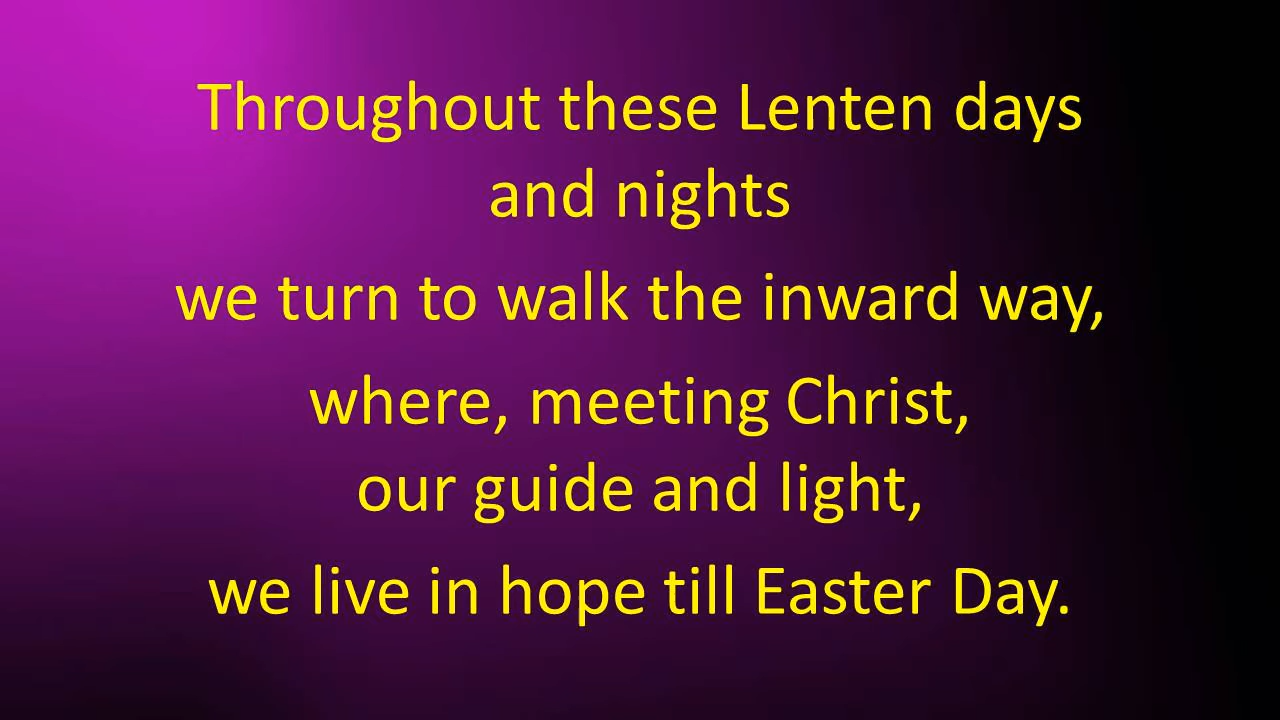 Throughout these Lenten days
and nights
we turn to walk the inward way,
where, meeting Christ,
our guide and light,
we live in hope till Easter Day.